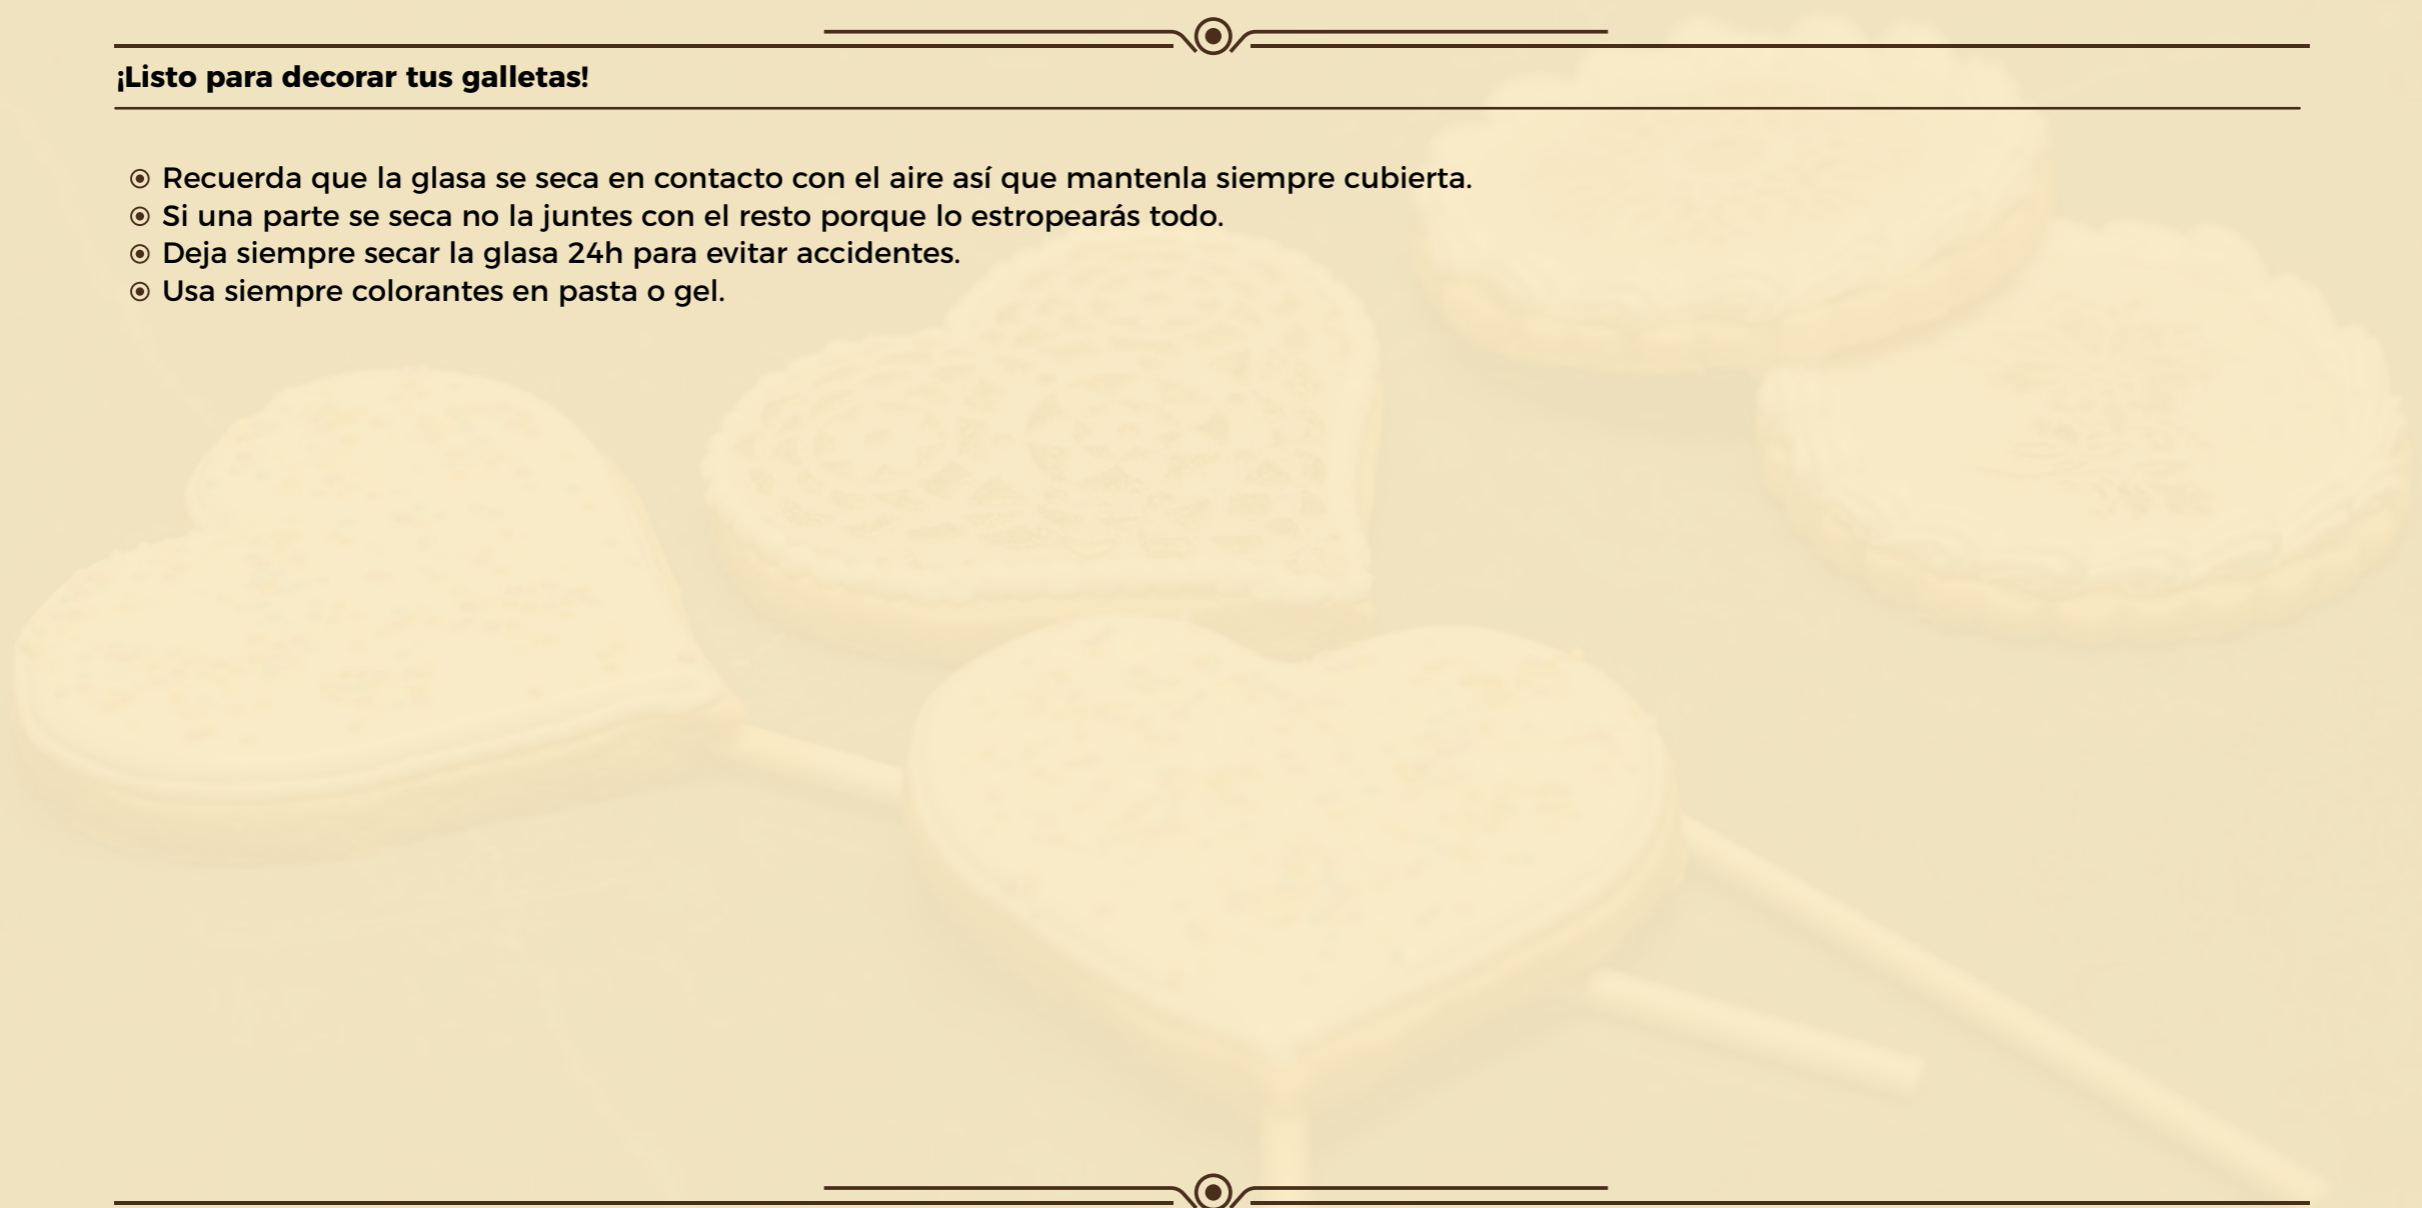 ¡Listo para decorar tus galletas!
Recuerda que la glasa se seca en contacto con el aire así que mantenla siempre cubierta.
Si una parte se seca no la juntes con el resto porque lo estropearás todo.
Deja siempre secar la glasa 24h para evitar accidentes.
Usa siempre colorantes en pasta o gel.